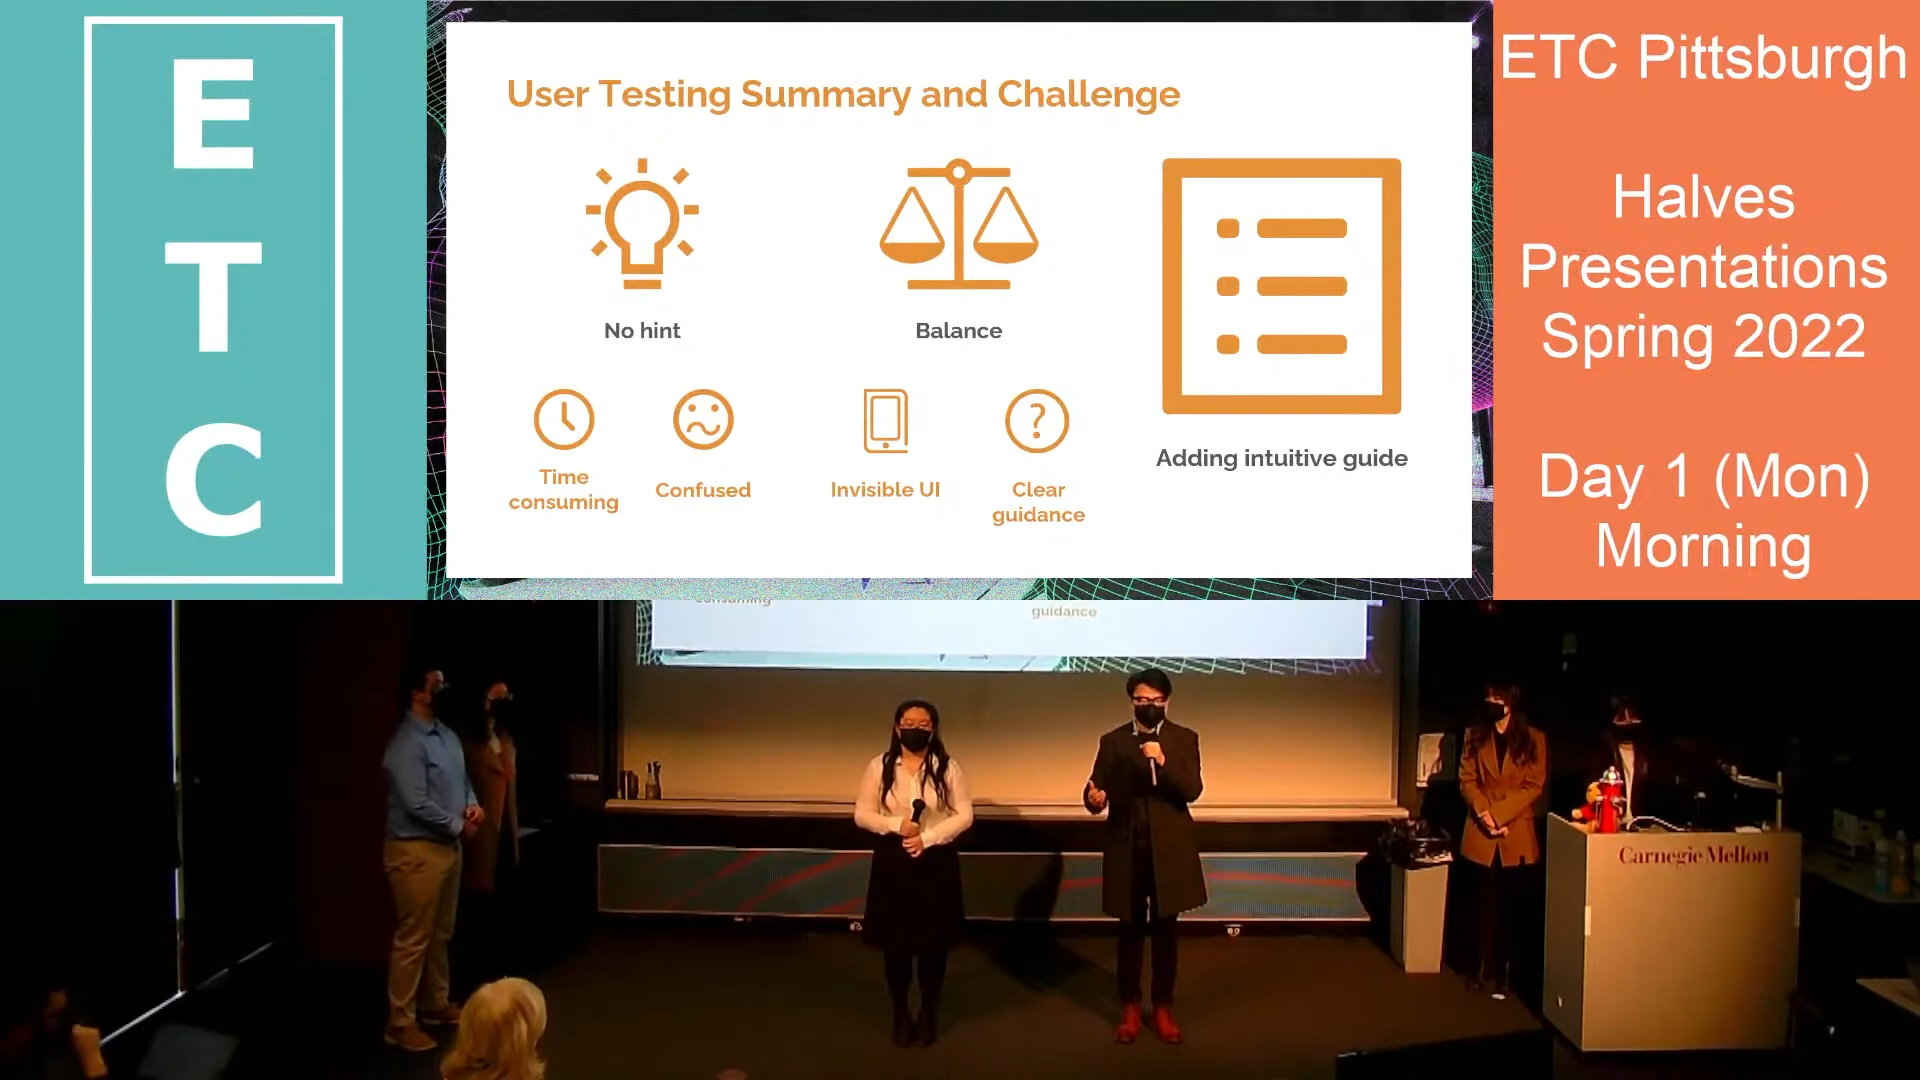 E
T
C
User Testing Summary and Challenge
No hint
Balance
Time
consuming
Confused
Invisible UI
Clear
guidance
Adding intuitive guide
ETC Pittsburgh
Halves
Presentations
Spring 2022
Day 1 (Mon)
Morning
consuming
guidance
Carnegie Mellon